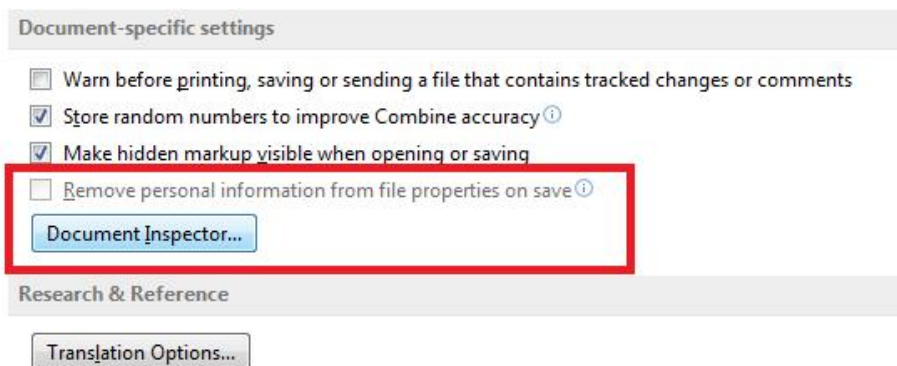 Document-specific settings
Warn before printing, saving or sending a file that contains tracked changes or comments
Store random numbers to improve Combine accuracy
Make hidden markup visible when opening or saving
Remove personal information from file properties on save
Document Inspector...
Research & Reference
Translation Options...